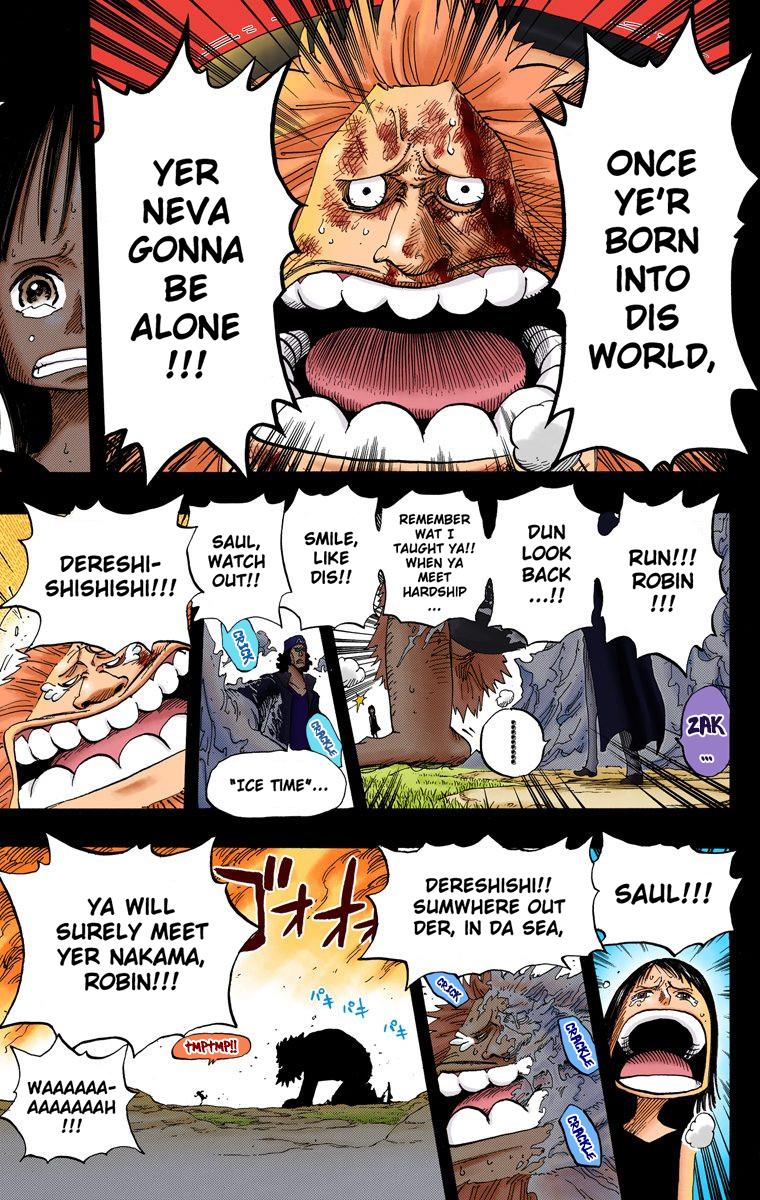 ONCE
YE'R
BORN
INTO
DIS
WORLD,
YER
NEVA
GONNA
BE
ALONE
!!!
RUN!!!
ROBIN
!!!
ZAK
...
DUN
LOOK
BACK
...!!
REMEMBER
WAT I
TAUGHT YA!!
WHEN YA
MEET
HARDSHIP
...
SMILE,
LIKE
DIS!!
SAUL,
WATCH
OUT!!
CRICK
CRACKLE
"ICE TIME"...
DERESHI-
SHISHISHI!!!
SAUL!!!
DERESHISHI!!
SUMWHERE OUT
DER, IN DA SEA,
CRICK
CRACKLE
CRACKLE
ゴオオオ
パキ
パキ
パキ
YA WILL
SURELY MEET
YER NAKAMA,
ROBIN!!!
TMPTMP!!
WAAAAAA-
AAAAAAAH
!!!